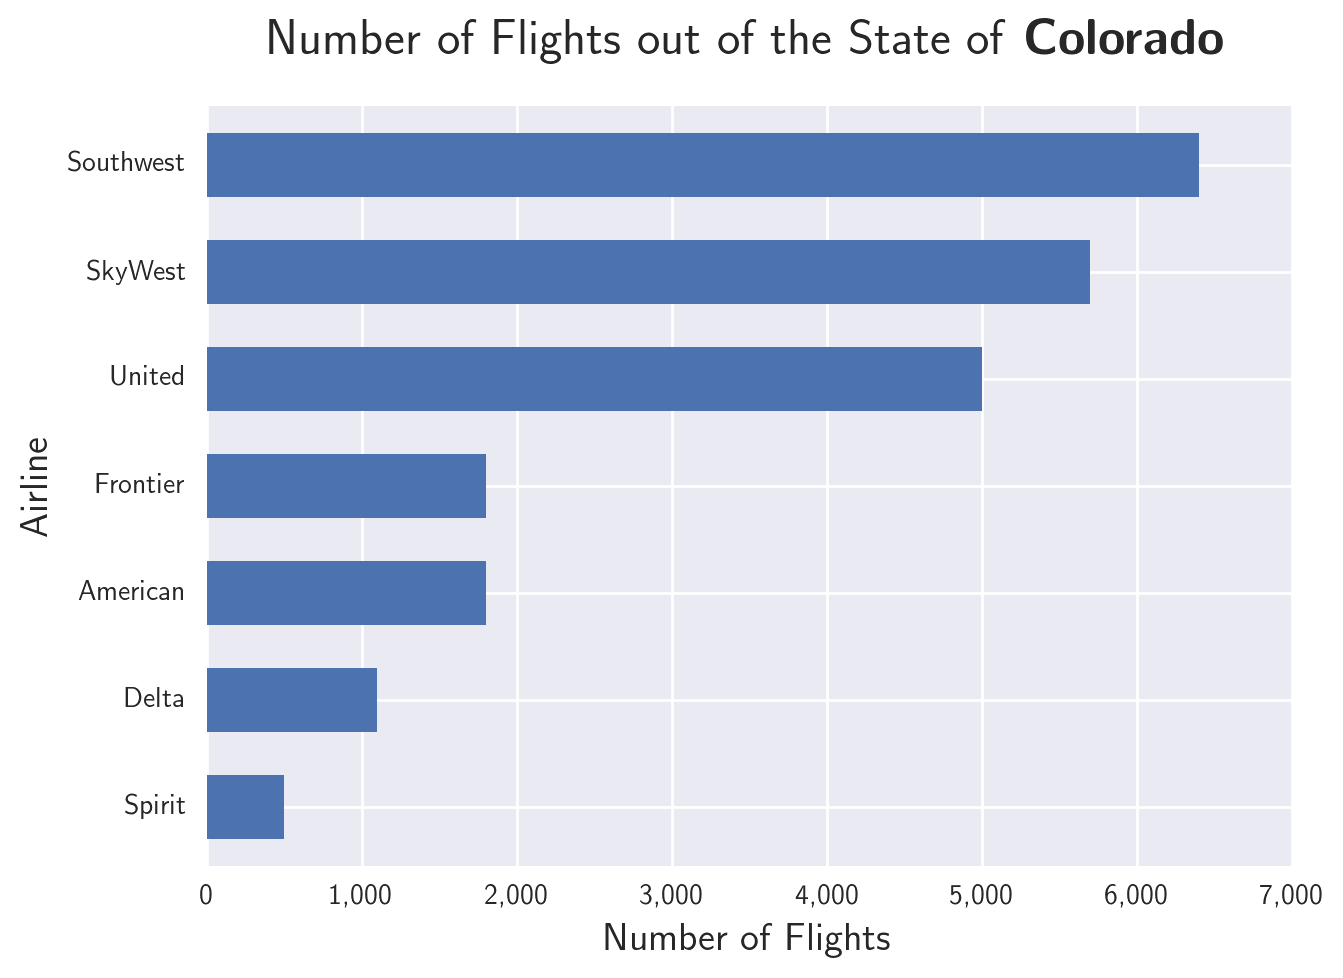 Number of Flights out of the State of Colorado
Southwest
SkyWest
United
Frontier
American
Delta
Spirit
Airline
0 1,000 2,000 3,000 4,000 5,000 6,000 7,000
Number of Flights